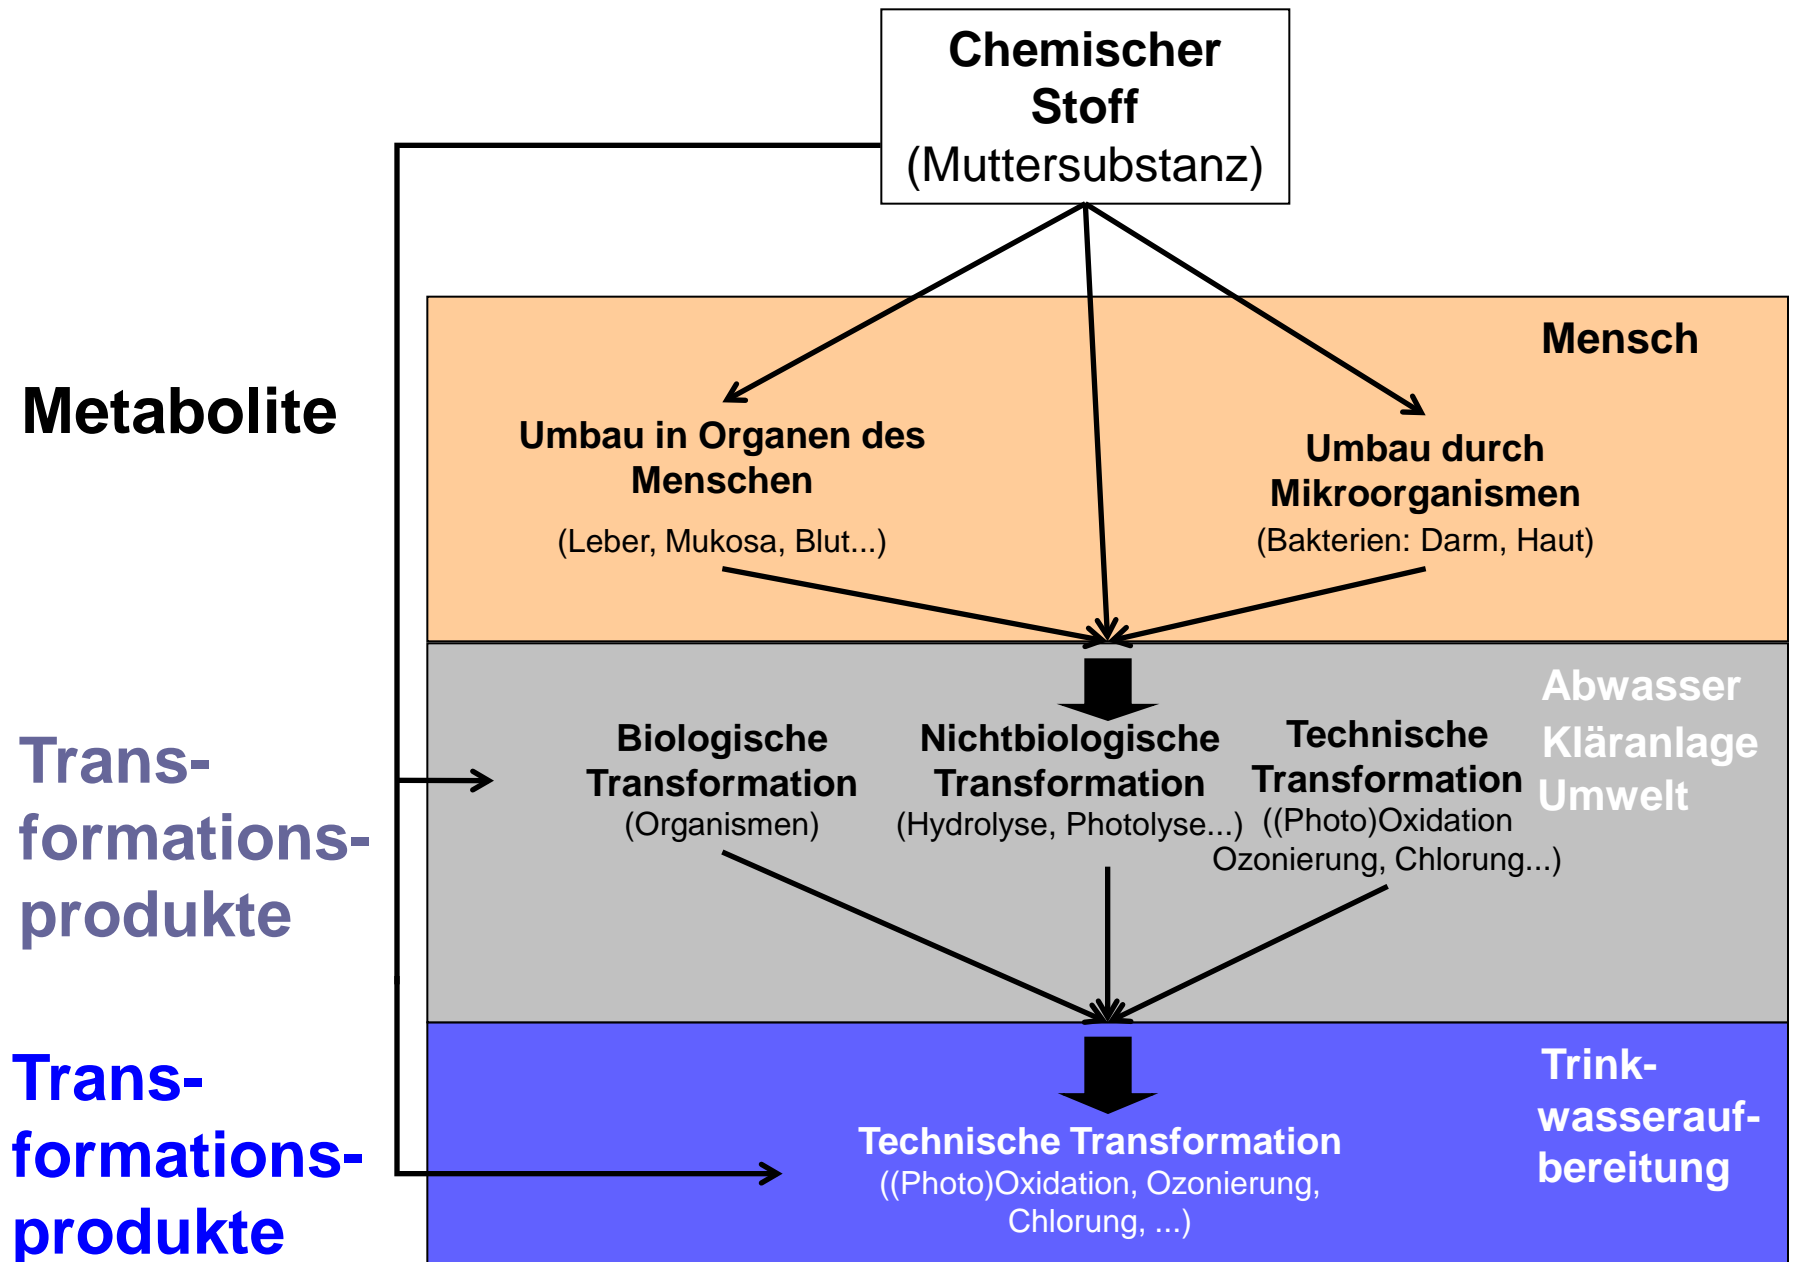 Chemischer
Stoff
(Muttersubstanz)
Mensch
Metabolite
Umbau in Organen des
Menschen
(Leber, Mukosa, Blut...)
Umbau durch
Mikroorganismen
(Bakterien: Darm, Haut)
Abwasser
Kläranlage
Umwelt
Trans-
formations-
produkte
Biologische
Transformation
(Organismen)
Nichtbiologische
Transformation
(Hydrolyse, Photolyse...)
Technische
Transformation
((Photo)Oxidation
Ozonierung, Chlorung...)
Trink-
wasserauf-
bereitung
Trans-
formations-
produkte
Technische Transformation
((Photo)Oxidation, Ozonierung,
Chlorung, ...)